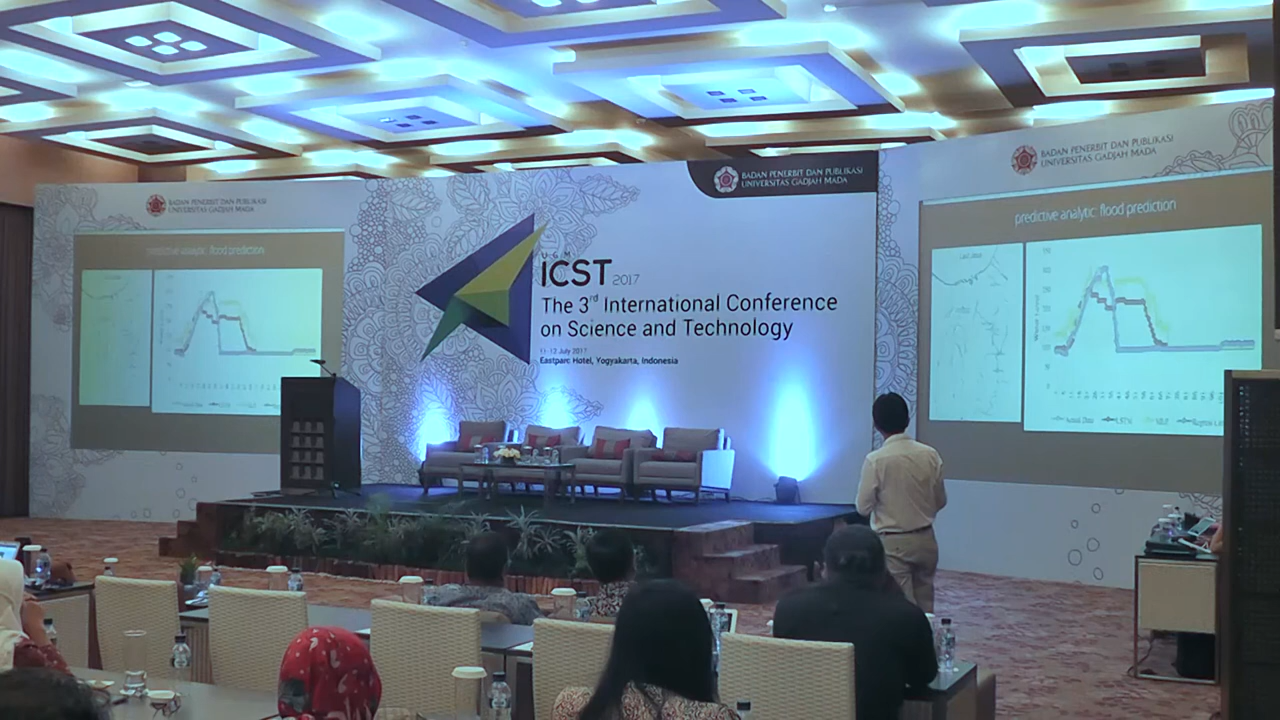 BADAN PENERBIT DAN PUBLIKASI
UNIVERSITAS GADJAH MADA
predictive analytic: flood prediction
BADAN PENERBIT DAN PUBLIKASI
UNIVERSITAS GADJAH MADA
UGM
ICST 2017
The 3rd International Conference
on Science and Technology
11-12 July 2017
Eastparc Hotel, Yogyakarta, Indonesia
BADAN PENERBIT DAN PUBLIKASI
UNIVERSITAS GADJAH MADA
predictive analytic: flood prediction